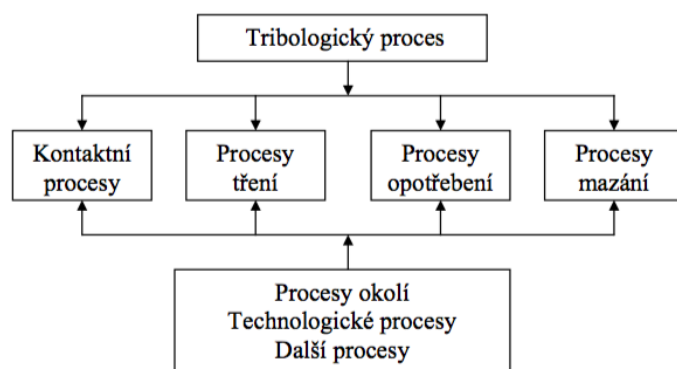 Tribologický proces
Kontaktní
procesy
Procesy
tření
Procesy
opotřebení
Procesy
mazání
Procesy okolí
Technologické procesy
Další procesy